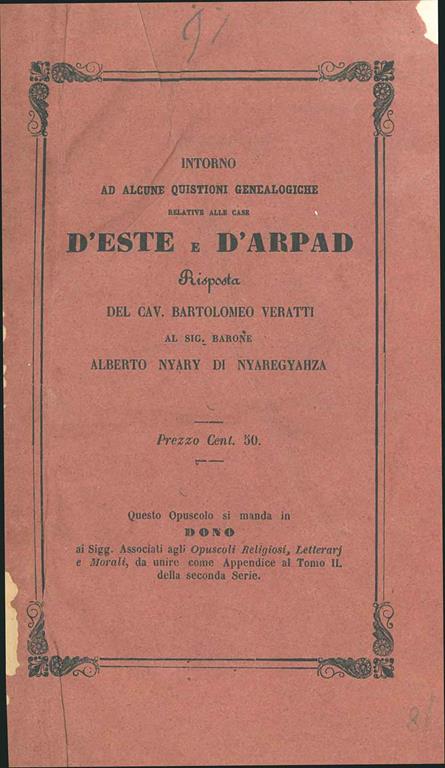 INTORNO
AD ALCUNE QUISTIONI GENEALOGICHE
RELATIVE ALLE CASE
D'ESTE E D'ARPAD
Risposta
DEL CAV. BARTOLOMEO VERATTI
AL SIG. BARONE
ALBERTO NYARY DI NYAREGYAHZA
Prezzo Cent. 50.
Questo Opuscolo si manda in
DONO
ai Sigg. Associati agli Opuscoli Religiosi, Letterarj
e Morali, da unire come Appendice al Tomo II.
della seconda Serie.